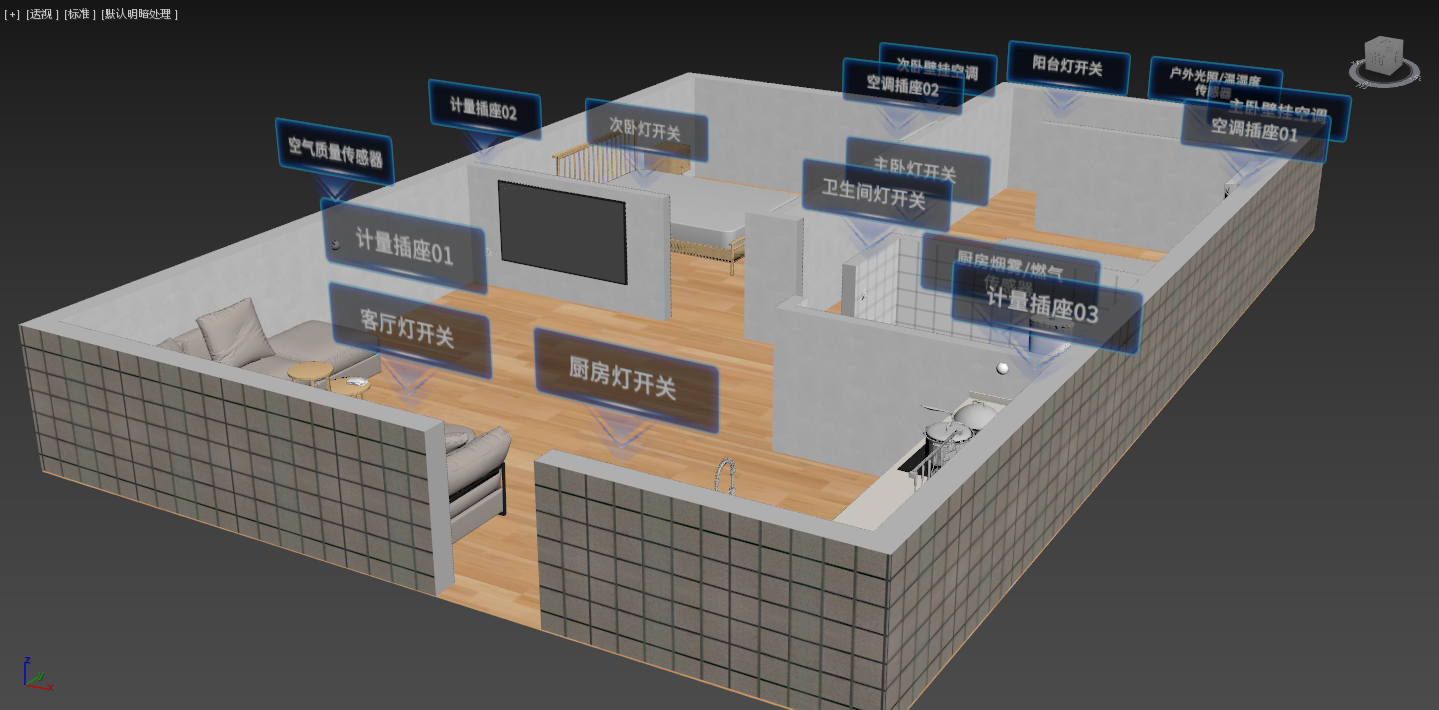 [+] [透视] [标准] [默认明暗处理]
次卧壁挂空调
阳台灯开关
空调插座02
户外光照/温湿度
传感器
主卧壁挂空调
空调插座01
计量插座02
次卧灯开关
空气质量传感器
主卧灯开关
卫生间灯开关
计量插座01
厨房烟雾/燃气
传感器
计量插座03
客厅灯开关
厨房灯开关
z
y
x